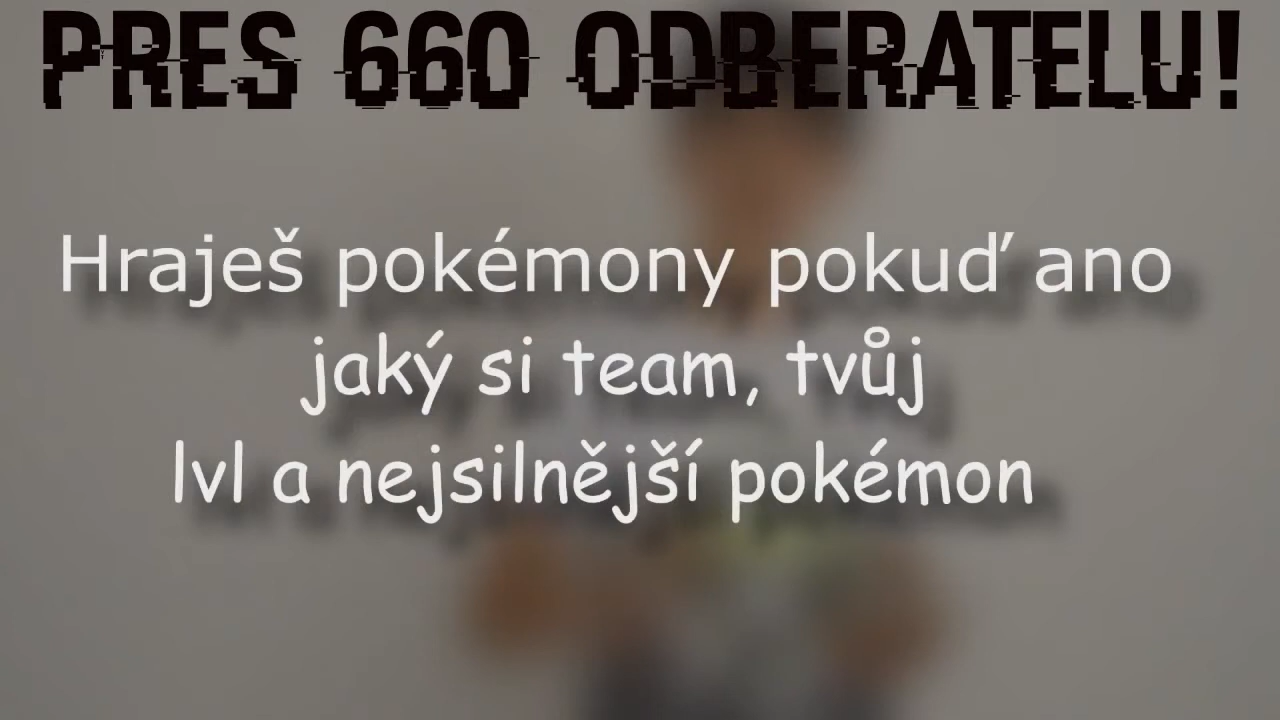 PRES 660 ODBERATELU!
Hraješ pokémony pokuď ano
jaký si team, tvůj
lvl a nejsilnější pokémon